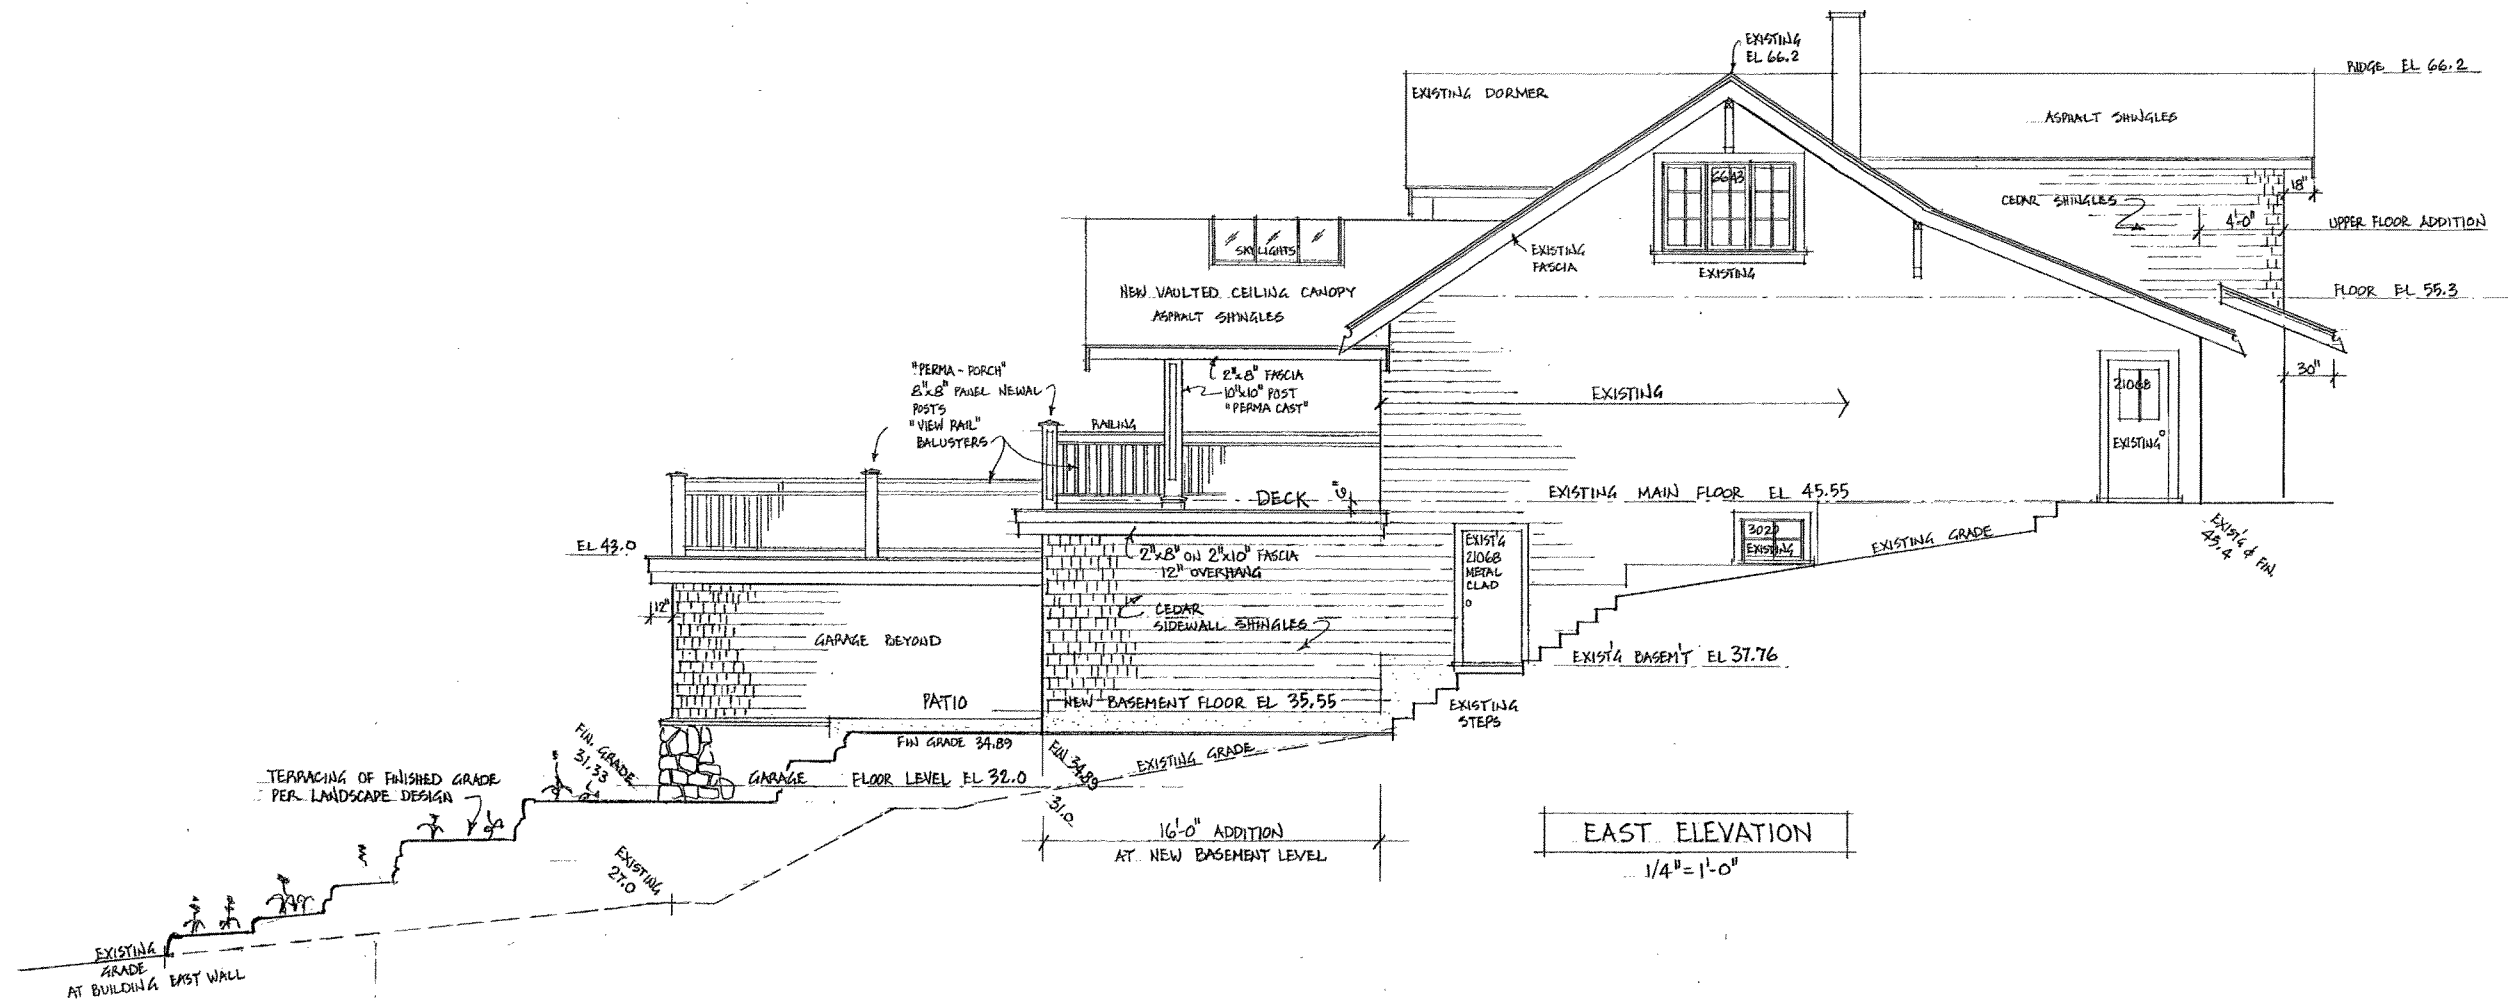 EXISTING
EL 66.2
RIDGE EL 66.2
EXISTING DORMER
ASPHALT SHINGLES
66A3
18"
CEDAR SHINGLES
4'-0"
UPPER FLOOR ADDITION
SKYLIGHTS
EXISTING
FASCIA
EXISTING
NEW VAULTED CEILING CANOPY
ASPHALT SHINGLES
FLOOR EL 55.3
"PERMA-PORCH"
8"x8" PANEL NEWAL
POSTS
"VIEW RAIL"
BALUSTERS
2"x8" FASCIA
10"x10" POST
"PERMA CAST"
30"
21068
EXISTING
RAILING
EXISTING
DECK
6"
EXISTING MAIN FLOOR EL 45.55
3020
EXISTING
EXISTING GRADE
EXIST'G & FIN.
45.4
EL 43.0
2"x8" ON 2"x10" FASCIA
12" OVERHANG
EXIST'G
21068
METAL
CLAD
12"
GARAGE BEYOND
CEDAR
SIDEWALL SHINGLES
EXIST'G BASEM'T EL 37.76
PATIO
NEW BASEMENT FLOOR EL 35.55
EXISTING
STEPS
FIN. GRADE
31.33
FIN GRADE 34.89
FIN 34.89
31.0
EXISTING GRADE
TERRACING OF FINISHED GRADE
PER LANDSCAPE DESIGN
GARAGE FLOOR LEVEL EL 32.0
16'-0" ADDITION
AT NEW BASEMENT LEVEL
EAST ELEVATION
1/4" = 1'-0"
EXISTING
27.0
EXISTING
GRADE
AT BUILDING EAST WALL